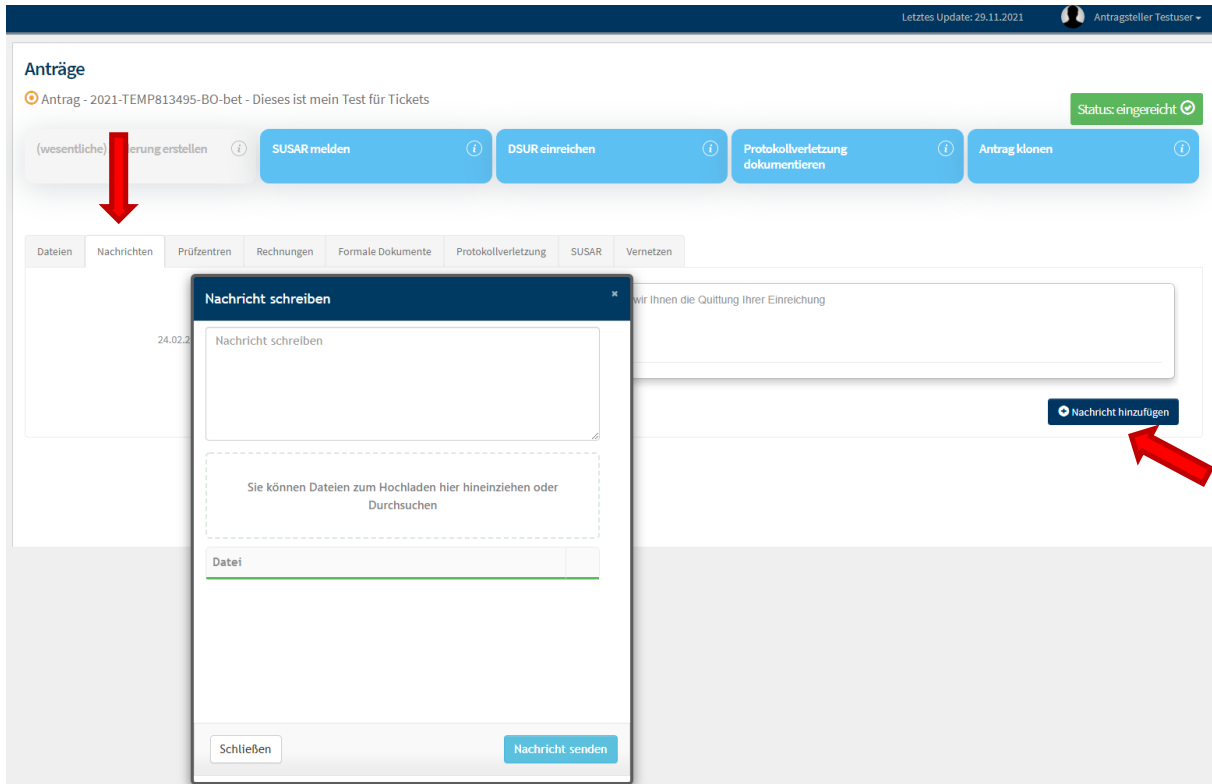 Letztes Update: 29.11.2021
Antragsteller Testuser
Anträge
Antrag - 2021-TEMP813495-BO-bet - Dieses ist mein Test für Tickets
Status: eingereicht
(wesentliche) erstellen
SUSAR melden
DSUR einreichen
Protokollverletzung
dokumentieren
Antrag klonen
Dateien
Nachrichten
Prüfzentren
Rechnungen
Formale Dokumente
Protokollverletzung
SUSAR
Vernetzen
Nachricht schreiben
wir Ihnen die Quittung Ihrer Einreichung
24.02.2
Nachricht schreiben
Nachricht hinzufügen
Sie können Dateien zum Hochladen hier hineinziehen oder
Durchsuchen
Datei
Schließen
Nachricht senden